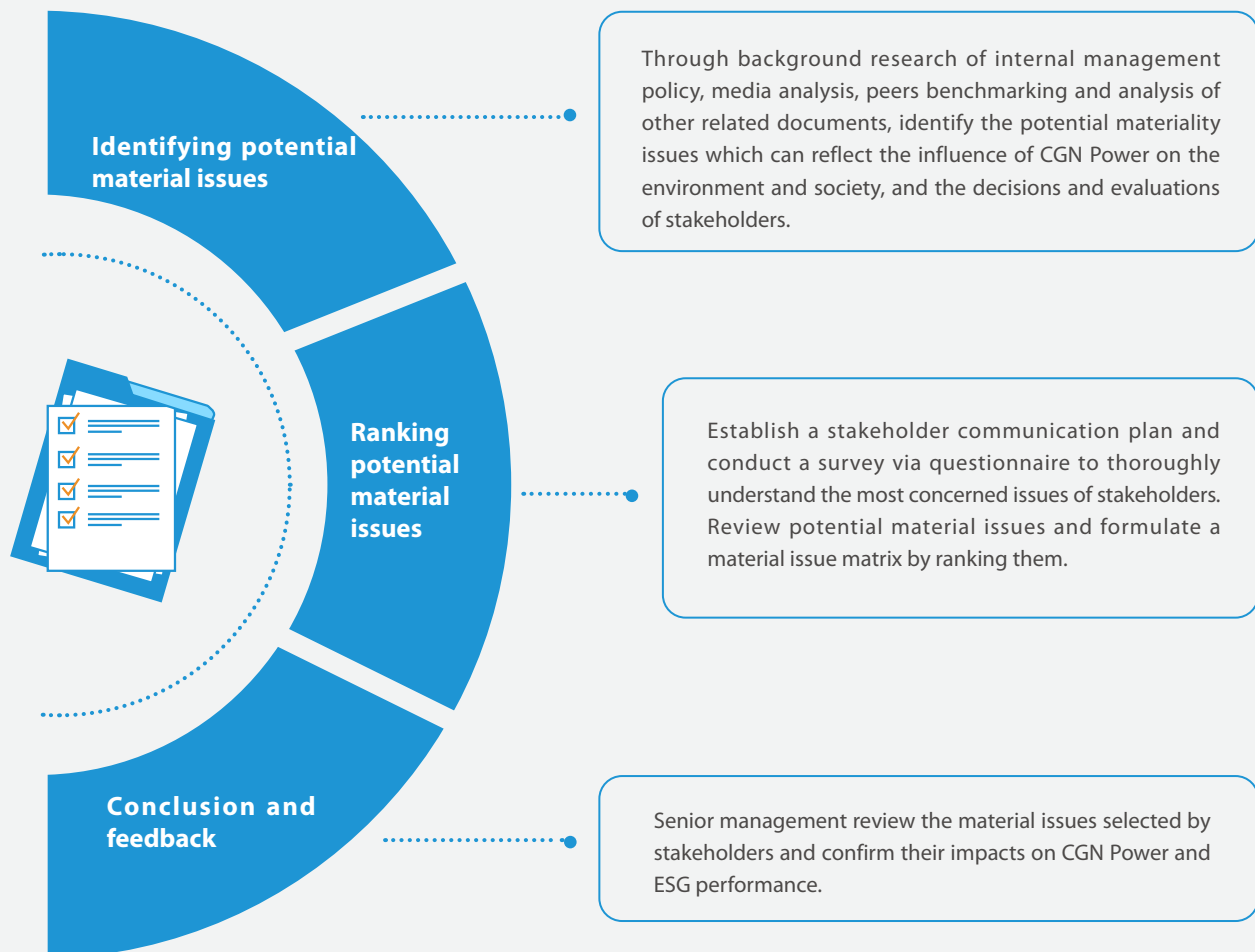 Identifying potential
material issues
Through background research of internal management
policy, media analysis, peers benchmarking and analysis of
other related documents, identify the potential materiality
issues which can reflect the influence of CGN Power on the
environment and society, and the decisions and evaluations
of stakeholders.
Ranking
potential
material
issues
Establish a stakeholder communication plan and
conduct a survey via questionnaire to thoroughly
understand the most concerned issues of stakeholders.
Review potential material issues and formulate a
material issue matrix by ranking them.
Conclusion and
feedback
Senior management review the material issues selected by
stakeholders and confirm their impacts on CGN Power and
ESG performance.